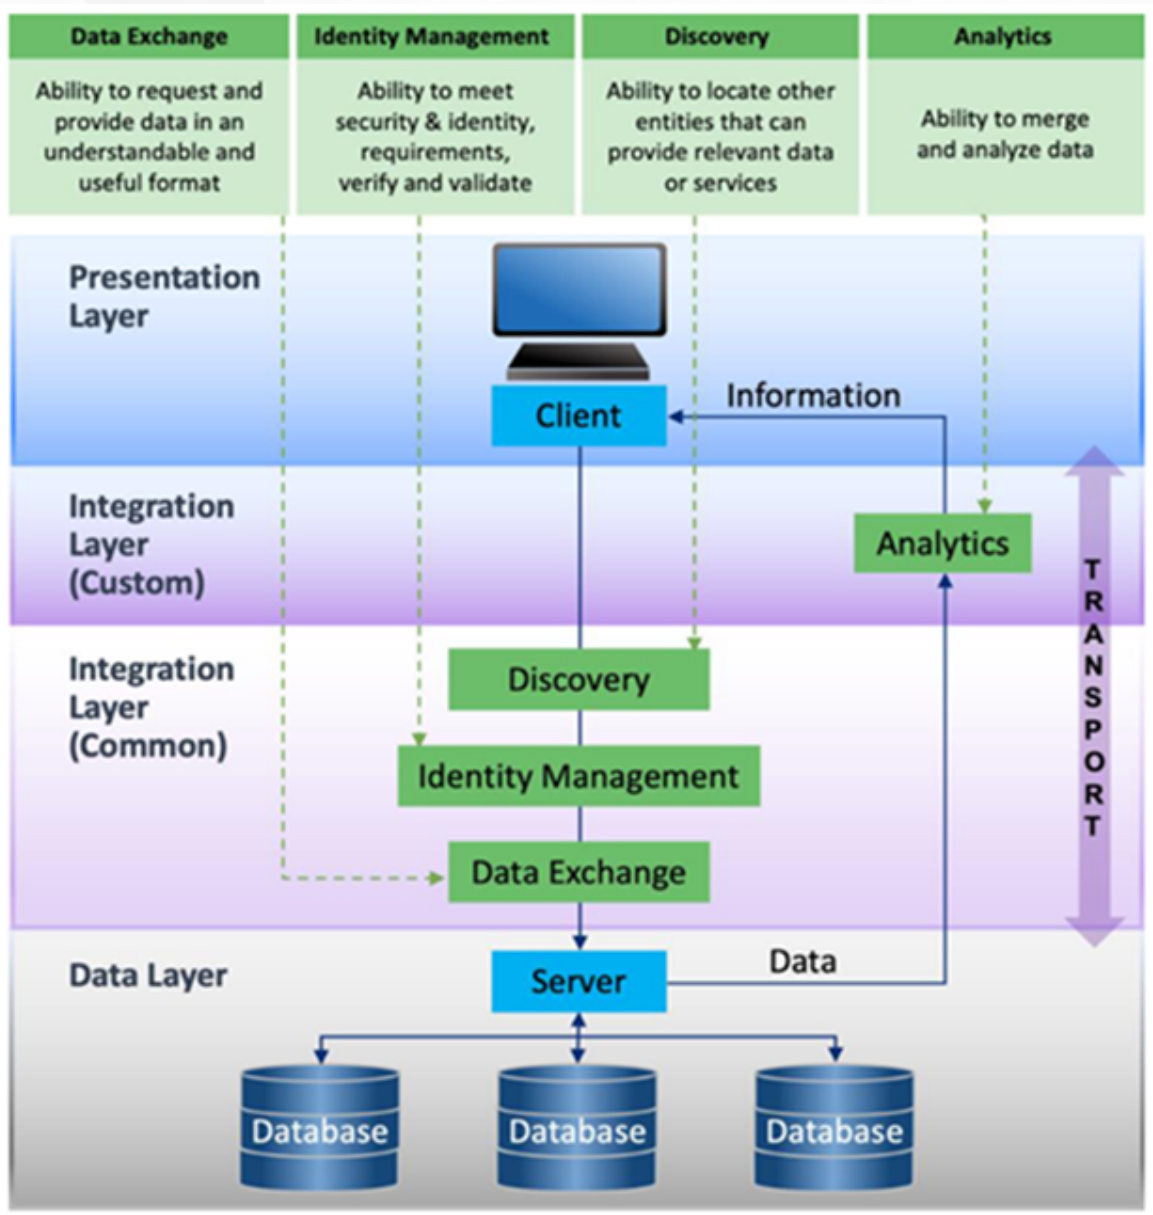 Data Exchange
Ability to request and
provide data in an
understandable and
useful format
Identity Management
Ability to meet
security & identity,
requirements,
verify and validate
Discovery
Ability to locate other
entities that can
provide relevant data
or services
Analytics
Ability to merge
and analyze data
Presentation
Layer
Client
Information
Integration
Layer
(Custom)
Analytics
TRANSPORT
Integration
Layer
(Common)
Discovery
Identity Management
Data Exchange
Data Layer
Server
Data
Database
Database
Database